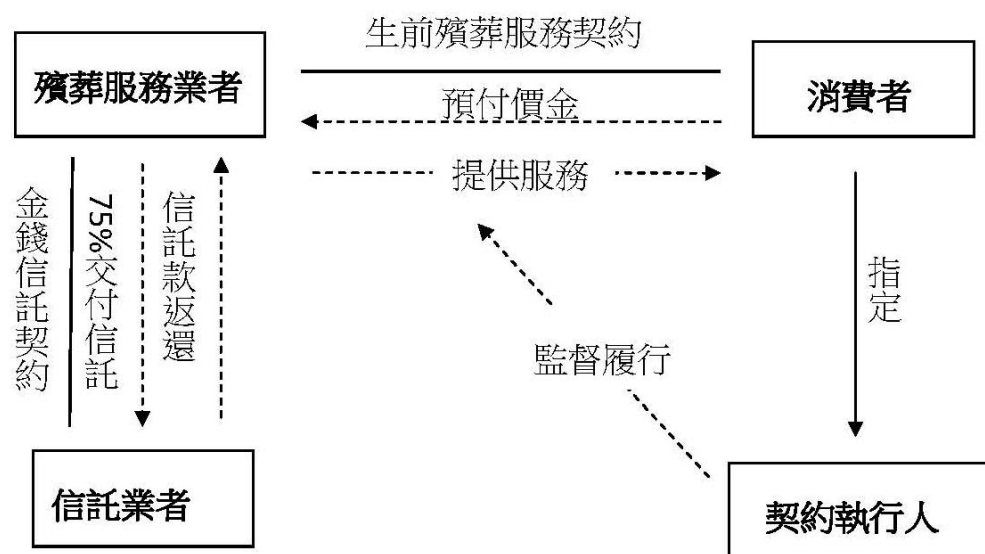 生前殯葬服務契約
殯葬服務業者
消費者
預付價金
提供服務
金錢信託契約
75%交付信託
信託款返還
指定
監督履行
信託業者
契約執行人